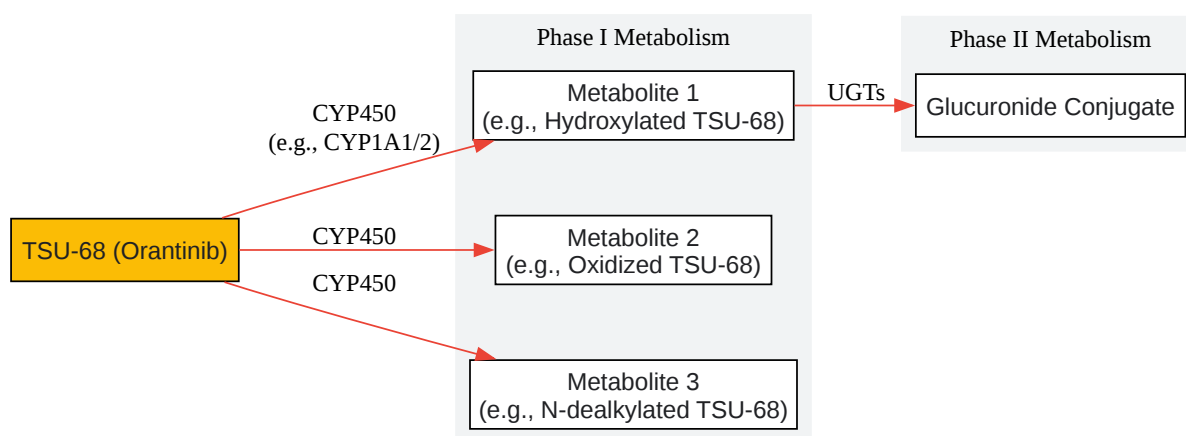 Phase I Metabolism
Phase II Metabolism
Metabolite 1
(e.g., Hydroxylated TSU-68)
UGTs
Glucuronide Conjugate
CYP450
(e.g., CYP1A1/2)
TSU-68 (Orantinib)
CYP450
Metabolite 2
(e.g., Oxidized TSU-68)
CYP450
Metabolite 3
(e.g., N-dealkylated TSU-68)